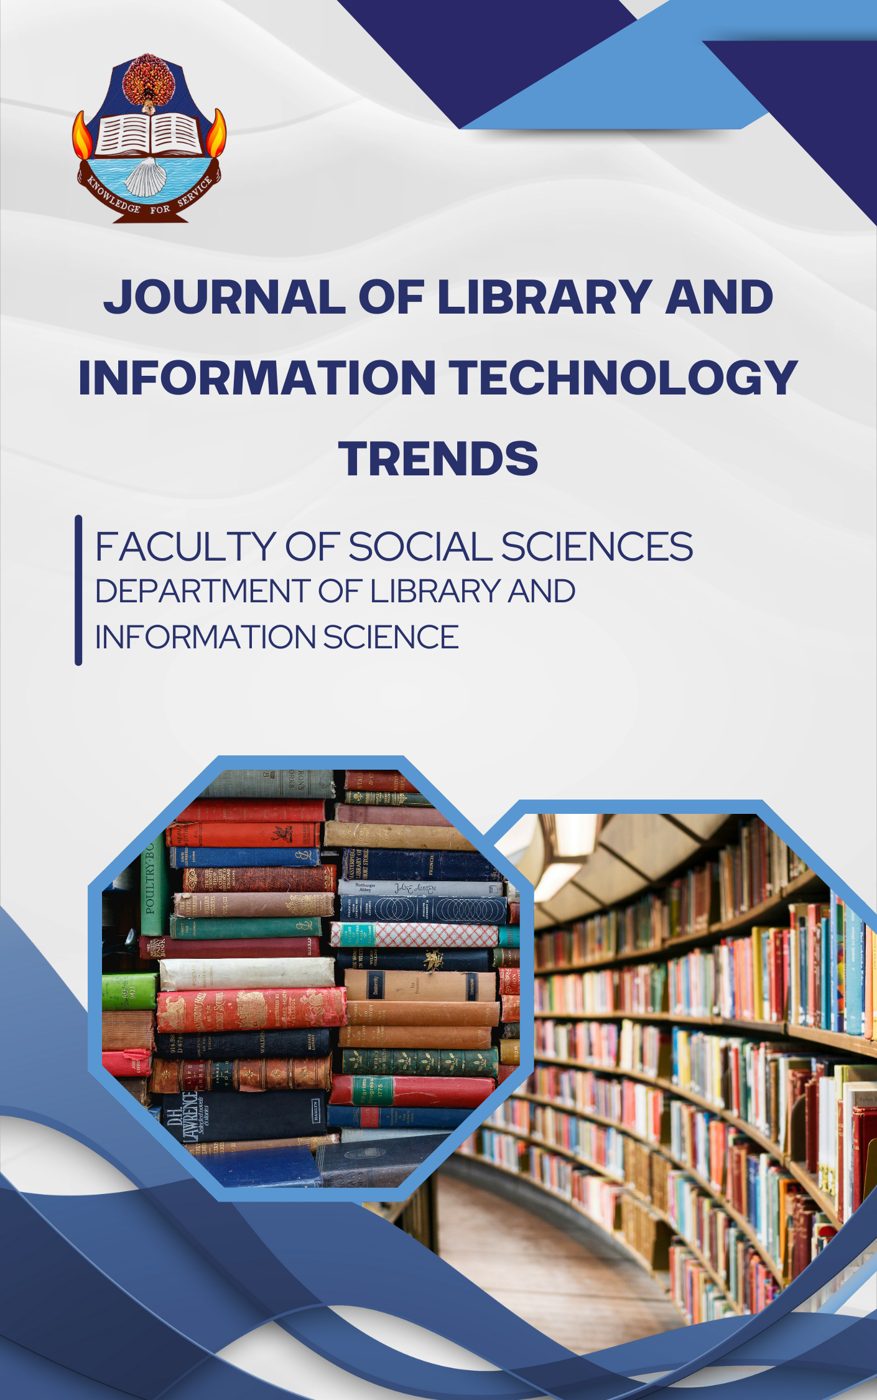 KNOWLEDGE FOR SERVICE
JOURNAL OF LIBRARY AND
INFORMATION TECHNOLOGY
TRENDS
FACULTY OF SOCIAL SCIENCES
DEPARTMENT OF LIBRARY AND
INFORMATION SCIENCE
D.H.
LAWRENCE